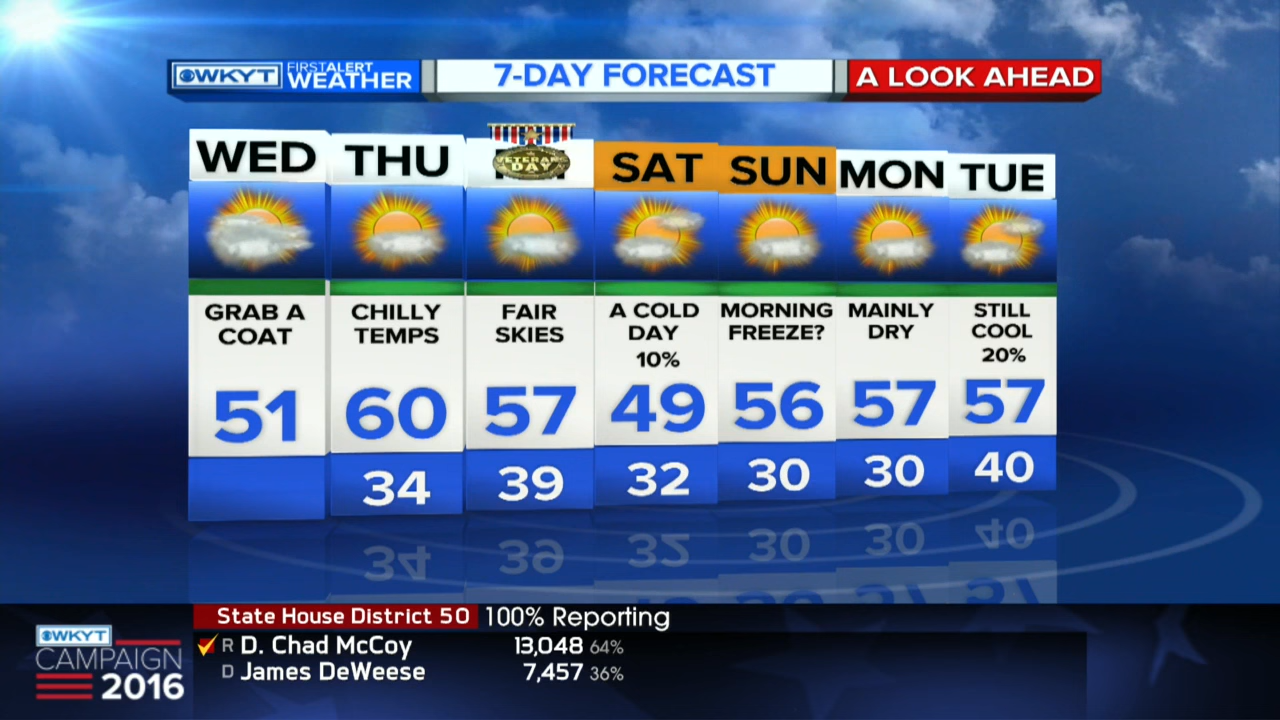 WKYT FIRSTALERT WEATHER 7-DAY FORECAST A LOOK AHEAD
WED THU VETERANS DAY SAT SUN MON TUE
GRAB A COAT
51
CHILLY TEMPS
60
34
FAIR SKIES
57
39
A COLD DAY
10%
49
32
MORNING FREEZE?
56
30
MAINLY DRY
57
30
STILL COOL
20%
57
40
WKYT
CAMPAIGN
2016
State House District 50 100% Reporting
R D. Chad McCoy 13,048 64%
D James DeWeese 7,457 36%